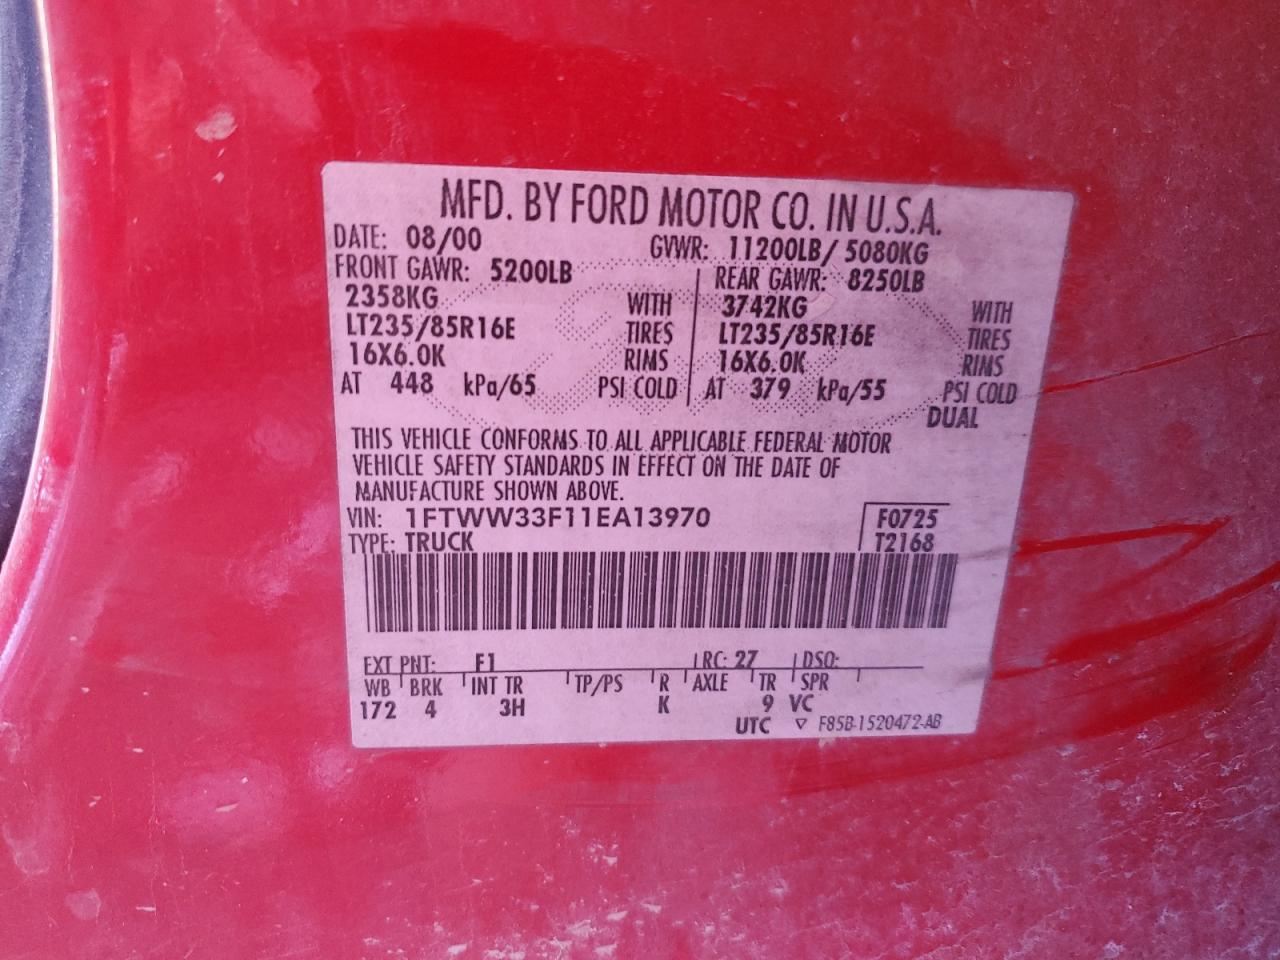 MFD. BY FORD MOTOR CO. IN U.S.A.
DATE: 08/00 GVWR: 11200LB/ 5080KG
FRONT GAWR: 5200LB REAR GAWR: 8250LB
2358KG WITH 3742KG WITH
LT235/85R16E TIRES LT235/85R16E TIRES
16X6.0K RIMS 16X6.0K RIMS
AT 448 kPa/65 PSI COLD AT 379 kPa/55 PSI COLD
DUAL
THIS VEHICLE CONFORMS TO ALL APPLICABLE FEDERAL MOTOR
VEHICLE SAFETY STANDARDS IN EFFECT ON THE DATE OF
MANUFACTURE SHOWN ABOVE.
VIN: 1FTWW33F11EA13970 F0725
TYPE: TRUCK T2168
EXT PNT: F1 RC: 27 DSO:
WB BRK INT TR TP/PS R AXLE TR SPR
172 4 3H K 9 VC
UTC ▽ F85B-1520472-AB